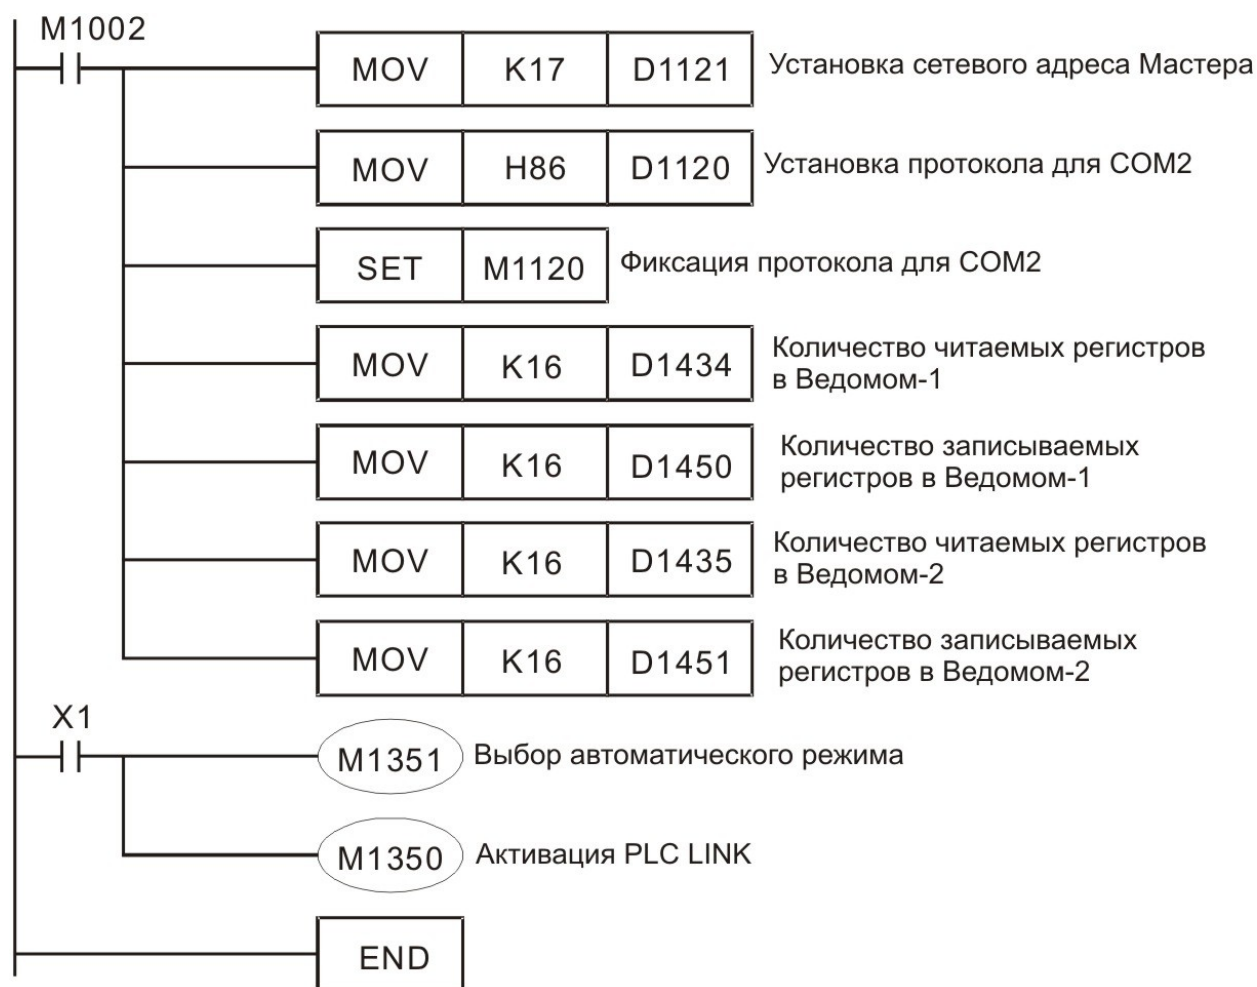 M1002
MOV K17 D1121 Установка сетевого адреса Мастера
MOV H86 D1120 Установка протокола для COM2
SET M1120 Фиксация протокола для COM2
MOV K16 D1434 Количество читаемых регистров
в Ведомом-1
MOV K16 D1450 Количество записываемых
регистров в Ведомом-1
MOV K16 D1435 Количество читаемых регистров
в Ведомом-2
MOV K16 D1451 Количество записываемых
регистров в Ведомом-2
X1
M1351 Выбор автоматического режима
M1350 Активация PLC LINK
END